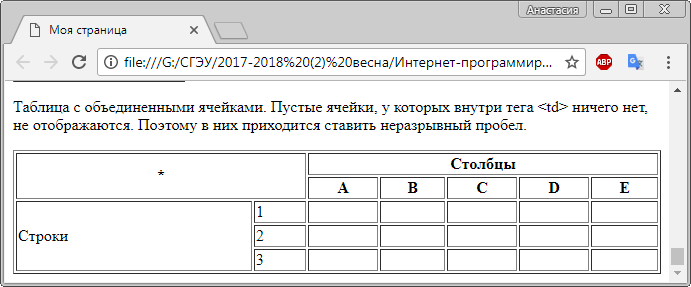 Анастасия
Моя страница
file:///G:/СГЭУ/2017-2018%20(2)%20весна/Интернет-программир...
ABP
Таблица с объединенными ячейками. Пустые ячейки, у которых внутри тега <td> ничего нет,
не отображаются. Поэтому в них приходится ставить неразрывный пробел.
* Столбцы
A B C D E
Строки 1
2
3